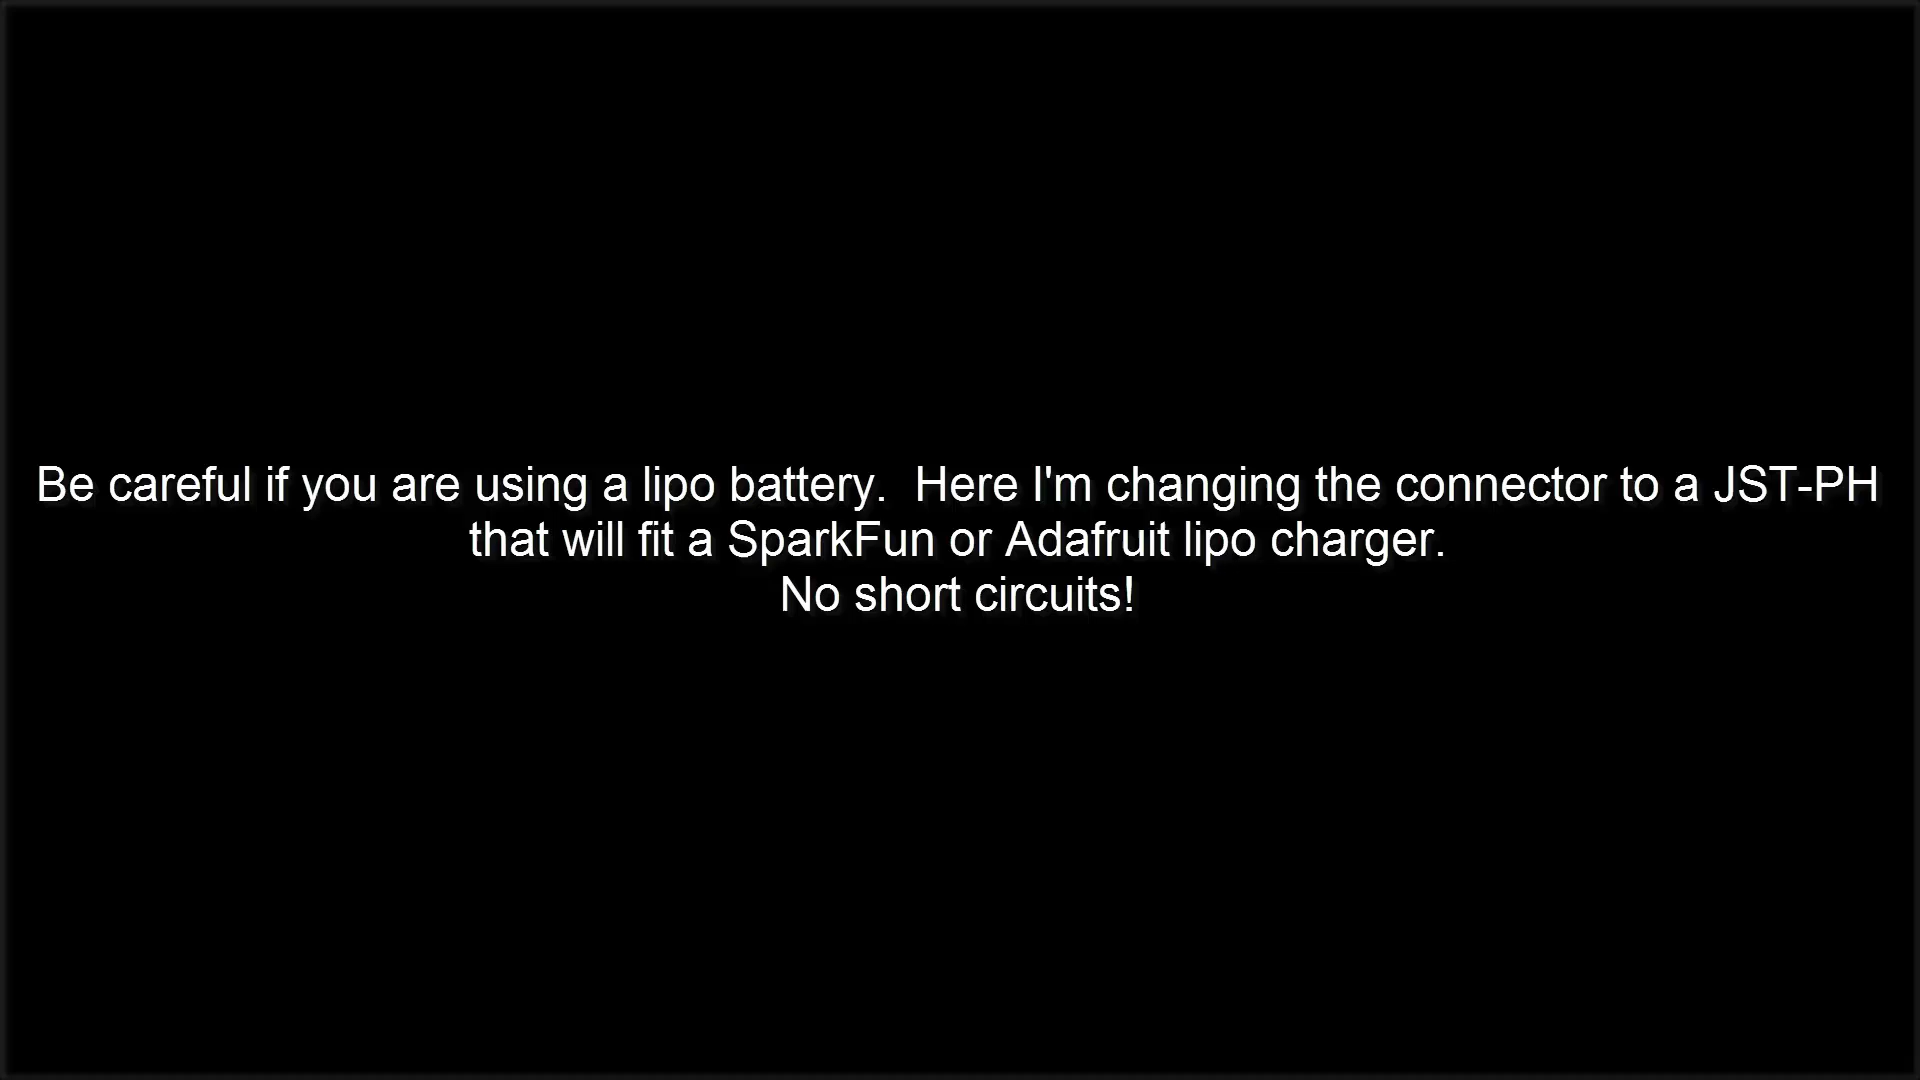 Be careful if you are using a lipo battery.  Here I'm changing the connector to a JST-PH
that will fit a SparkFun or Adafruit lipo charger.
No short circuits!